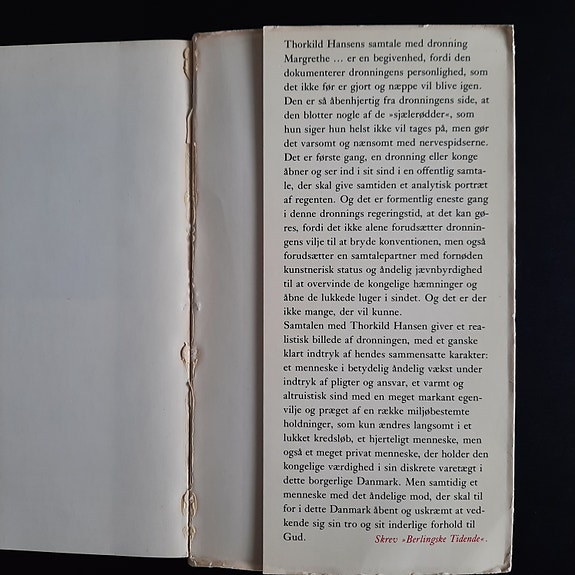 Thorkild Hansens samtale med dronning
Margrethe ... er en begivenhed, fordi den
dokumenterer dronningens personlighed, som
det ikke før er gjort og næppe vil blive igen.
Den er så åbenhjertig fra dronningens side, at
den blotter nogle af de »sjælerødder«, som
hun siger hun helst ikke vil tages på, men gør
det varsomt og nænsomt med nervespidserne.
Det er første gang, en dronning eller konge
åbner og ser ind i sit sind i en offentlig samta-
le, der skal give samtiden et analytisk portræt
af regenten. Og det er formentlig eneste gang
i denne dronnings regeringstid, at det kan gø-
res, fordi det ikke alene forudsætter dronnin-
gens vilje til at bryde konventionen, men også
forudsætter en samtalepartner med fornøden
kunstnerisk status og åndelig jævnbyrdighed
til at overvinde de kongelige hæmninger og
åbne de lukkede luger i sindet. Og det er der
ikke mange, der vil kunne.
Samtalen med Thorkild Hansen giver et rea-
listisk billede af dronningen, med et ganske
klart indtryk af hendes sammensatte karakter:
et menneske i betydelig åndelig vækst under
indtryk af pligter og ansvar, et varmt og
altruistisk sind med en meget markant egen-
vilje og præget af en række miljøbestemte
holdninger, som kun ændres langsomt i et
lukket kredsløb, et hjerteligt menneske, men
også et meget privat menneske, der holder den
kongelige værdighed i sin diskrete varetægt i
dette borgerlige Danmark. Men samtidig et
menneske med det åndelige mod, der skal til
for i dette Danmark åbent og uskræmt at ved-
kende sig sin tro og sit inderlige forhold til
Gud. Skrev »Berlingske Tidende«.